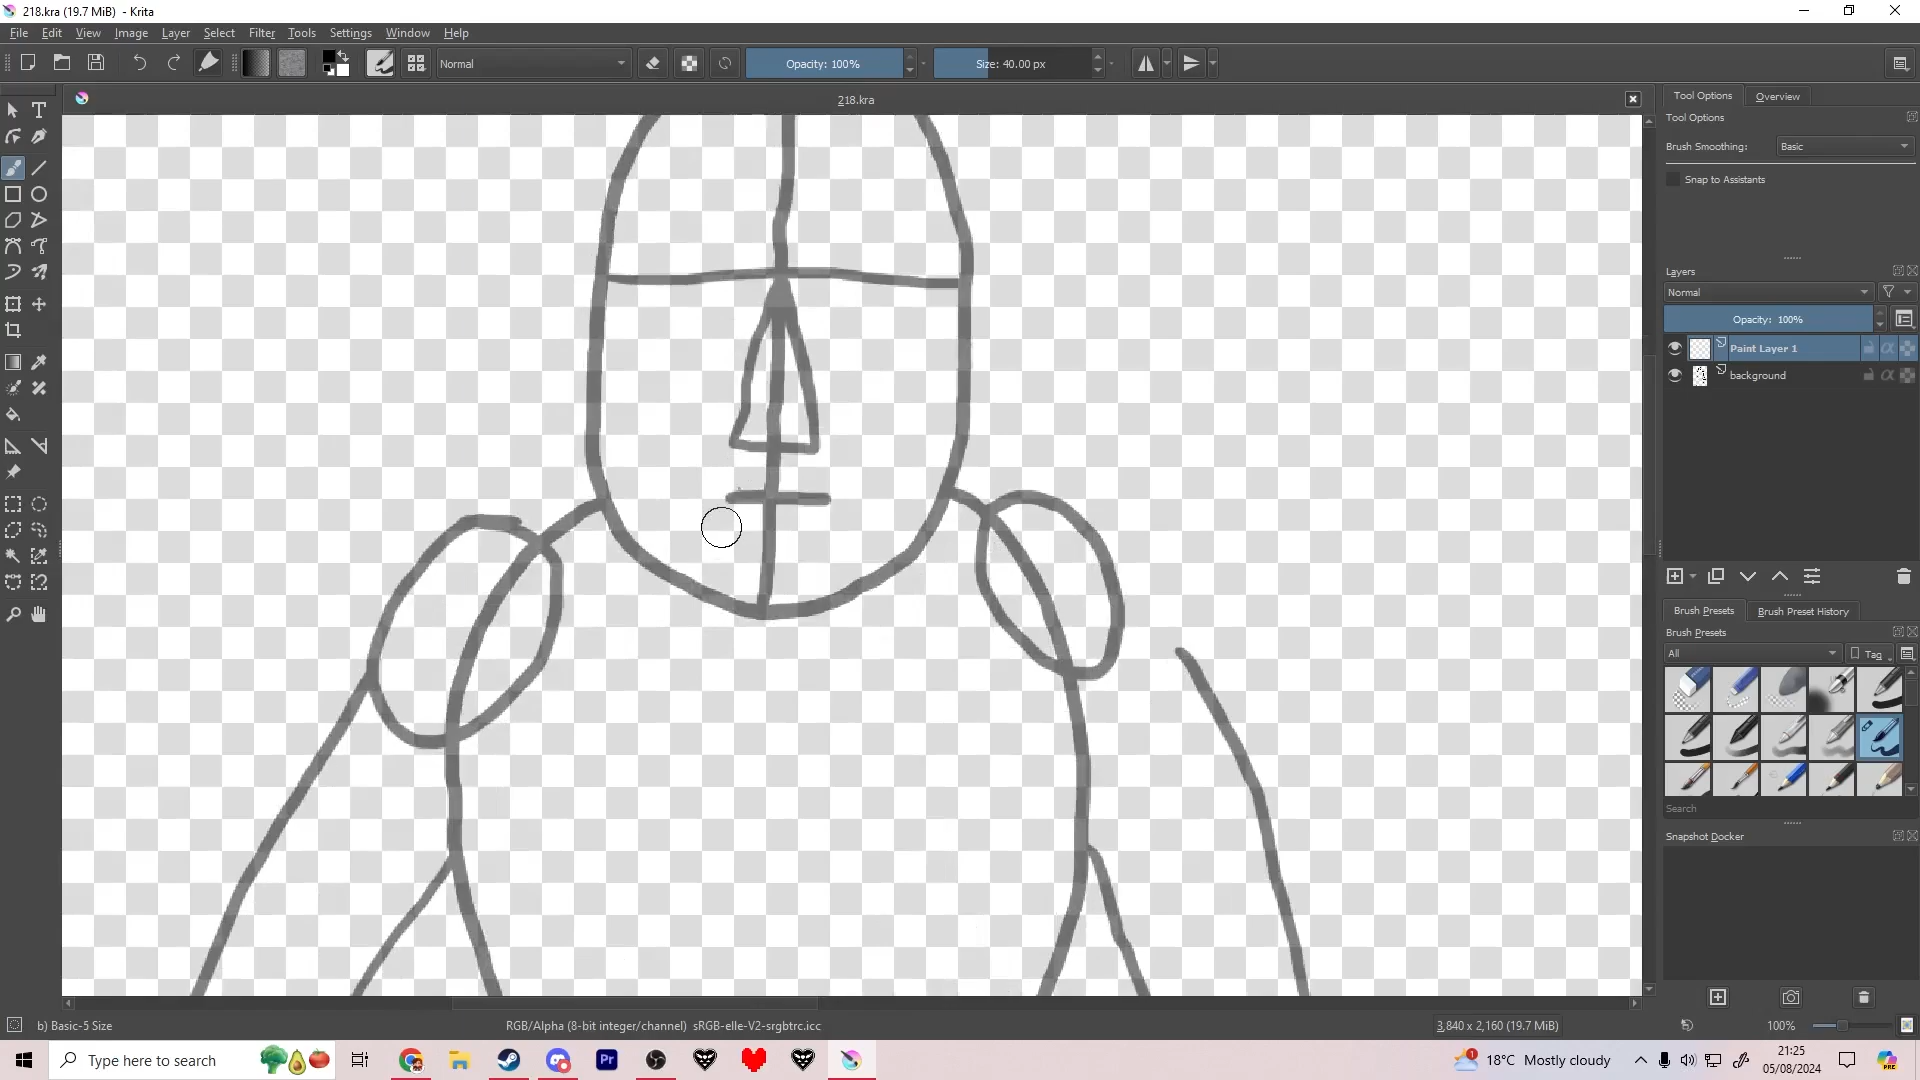 218.kra (19.7 MiB) - Krita
File Edit View Image Layer Select Filter Tools Settings Window Help
Normal Opacity: 100% Size: 40.00 px
218.kra
Tool Options Overview
Tool Options
Brush Smoothing: Basic
Snap to Assistants
Layers
Normal
Opacity: 100%
Paint Layer 1
background
Brush Presets Brush Preset History
Brush Presets
All Tag
Search
Snapshot Docker
b) Basic-5 Size RGB/Alpha (8-bit integer/channel) sRGB-elle-V2-srgbtrc.icc 3,840 x 2,160 (19.7 MiB) 100%
Type here to search Pr 1 18°C Mostly cloudy 21:25
05/08/2024
PRE